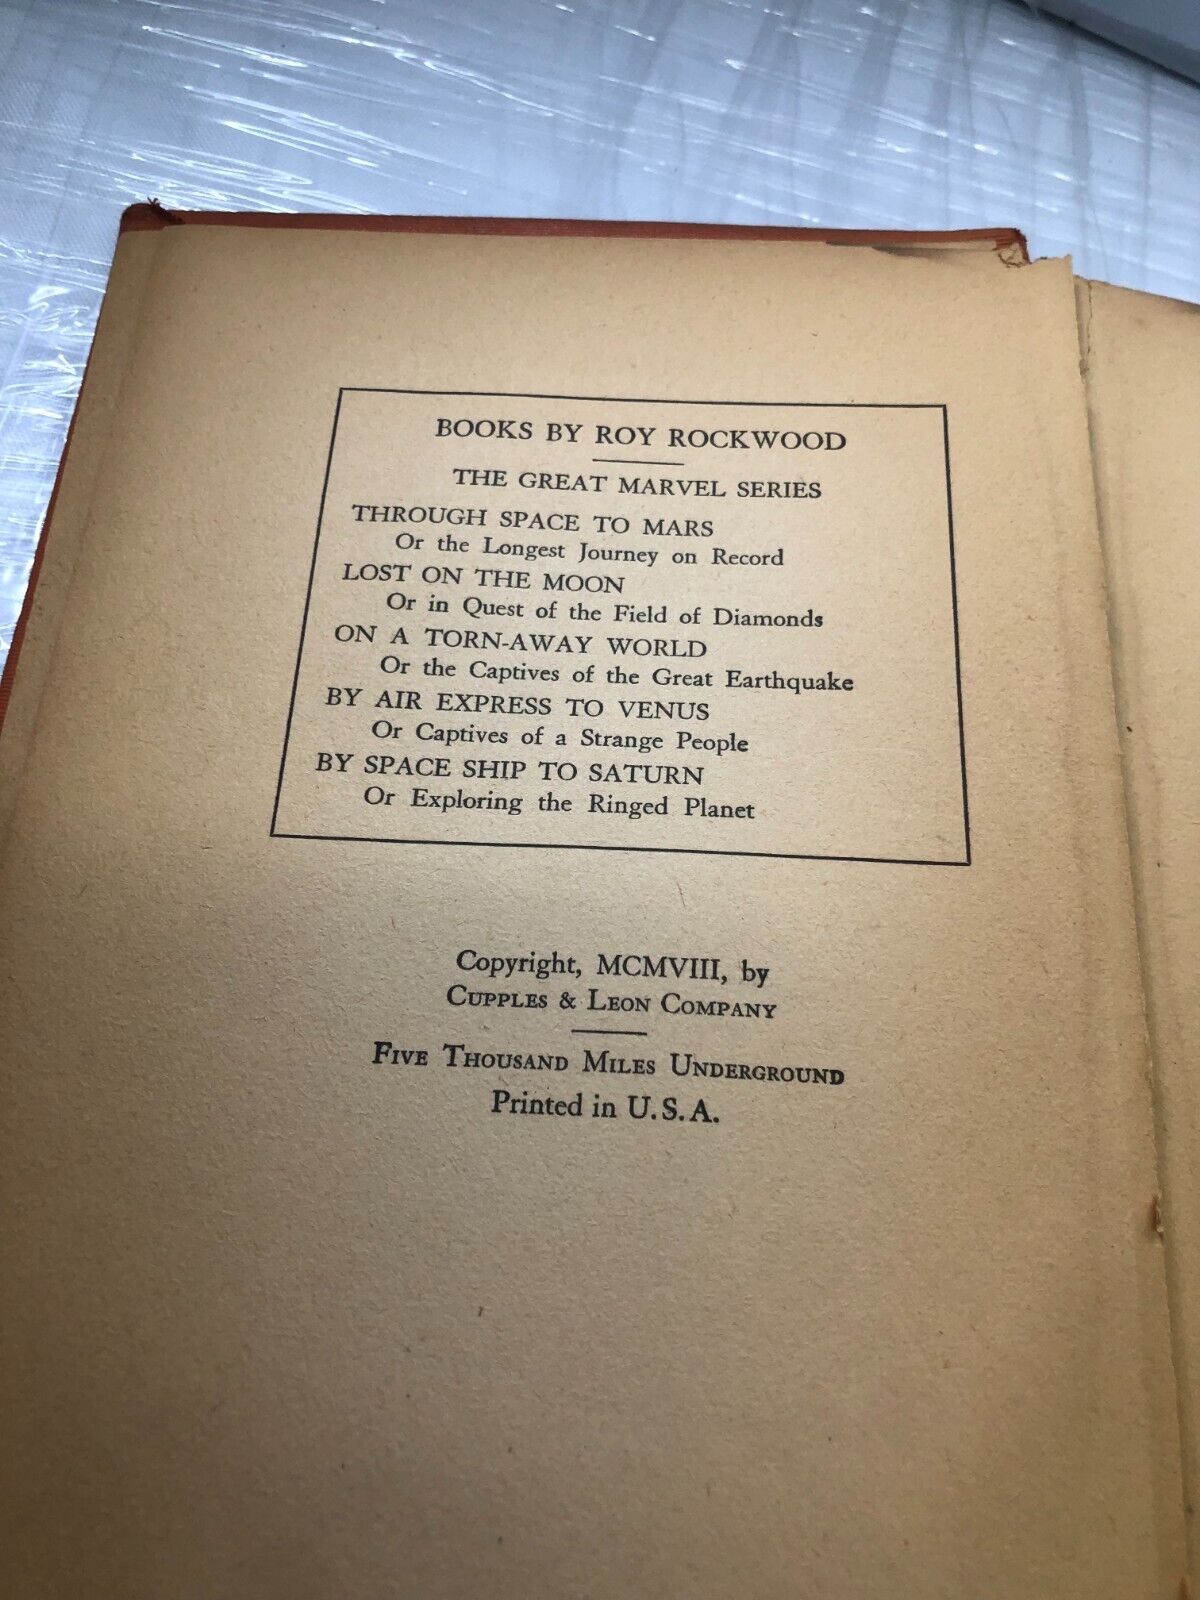 BOOKS BY ROY ROCKWOOD
THE GREAT MARVEL SERIES
THROUGH SPACE TO MARS
Or the Longest Journey on Record
LOST ON THE MOON
Or in Quest of the Field of Diamonds
ON A TORN-AWAY WORLD
Or the Captives of the Great Earthquake
BY AIR EXPRESS TO VENUS
Or Captives of a Strange People
BY SPACE SHIP TO SATURN
Or Exploring the Ringed Planet
Copyright, MCMVIII, by
CUPPLES & LEON COMPANY
FIVE THOUSAND MILES UNDERGROUND
Printed in U.S.A.